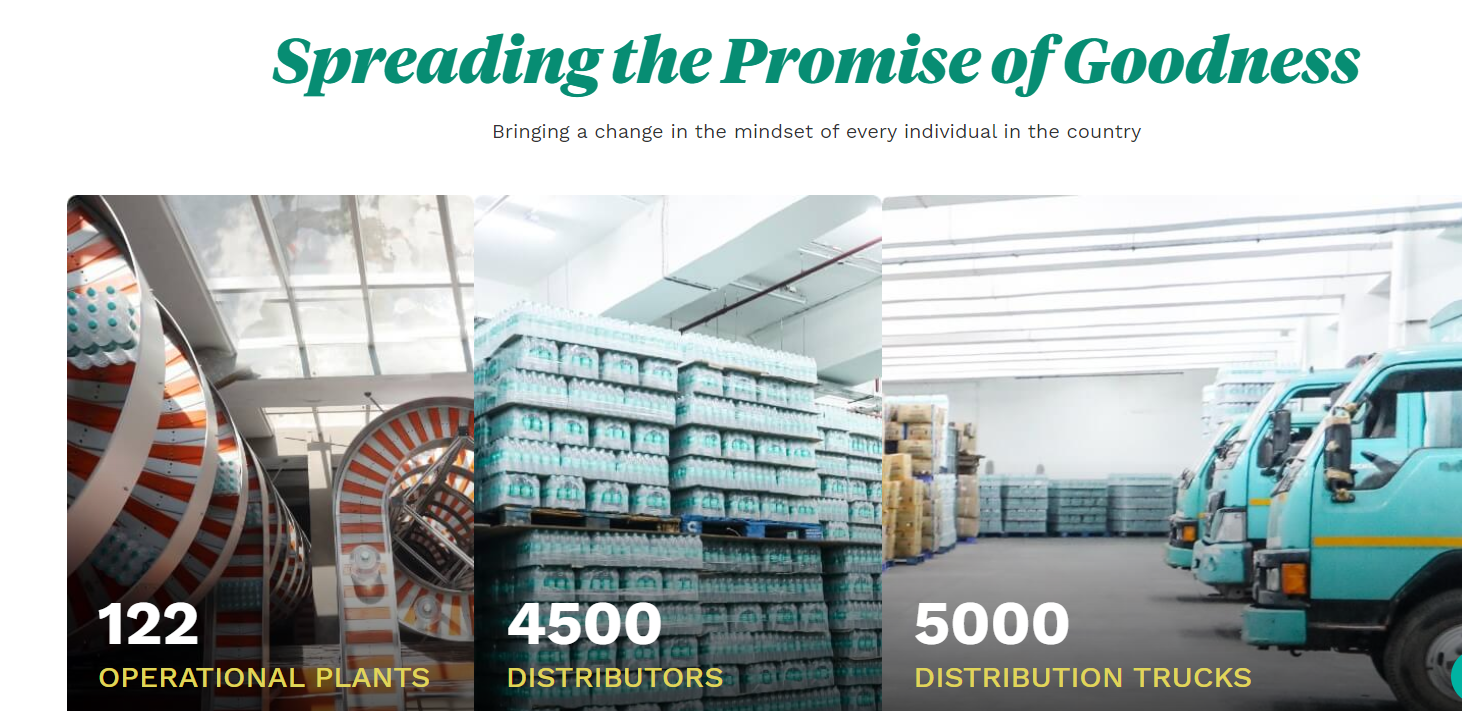 Spreading the Promise of Goodness
Bringing a change in the mindset of every individual in the country
122
OPERATIONAL PLANTS
4500
DISTRIBUTORS
5000
DISTRIBUTION TRUCKS